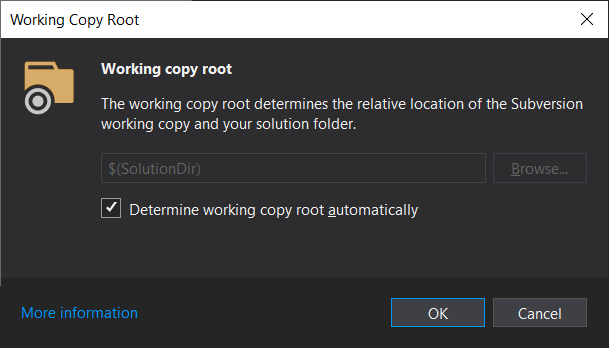 Working Copy Root
Working copy root
The working copy root determines the relative location of the Subversion
working copy and your solution folder.
$(SolutionDir)
Browse...
Determine working copy root automatically
More information
OK
Cancel